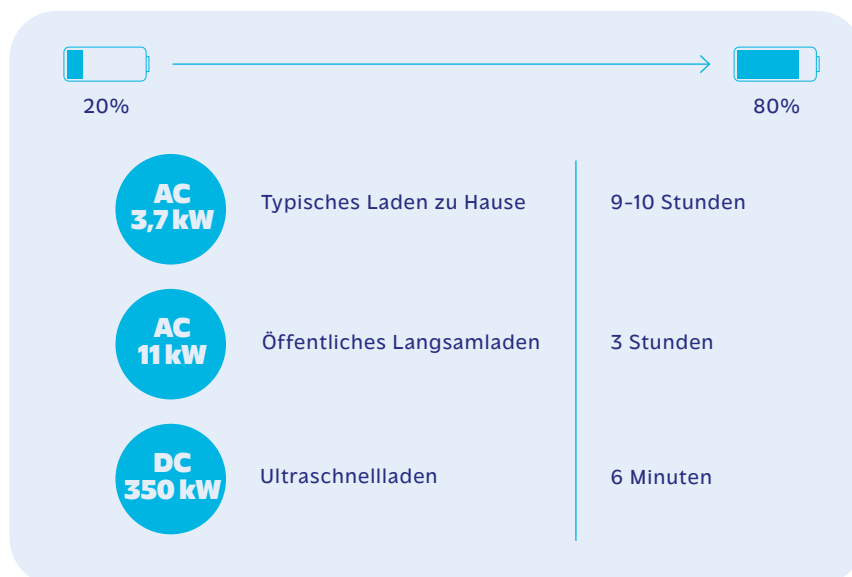 20%
80%
AC
3,7 kW
Typisches Laden zu Hause
9-10 Stunden
AC
11 kW
Öffentliches Langsamladen
3 Stunden
DC
350 kW
Ultraschnellladen
6 Minuten